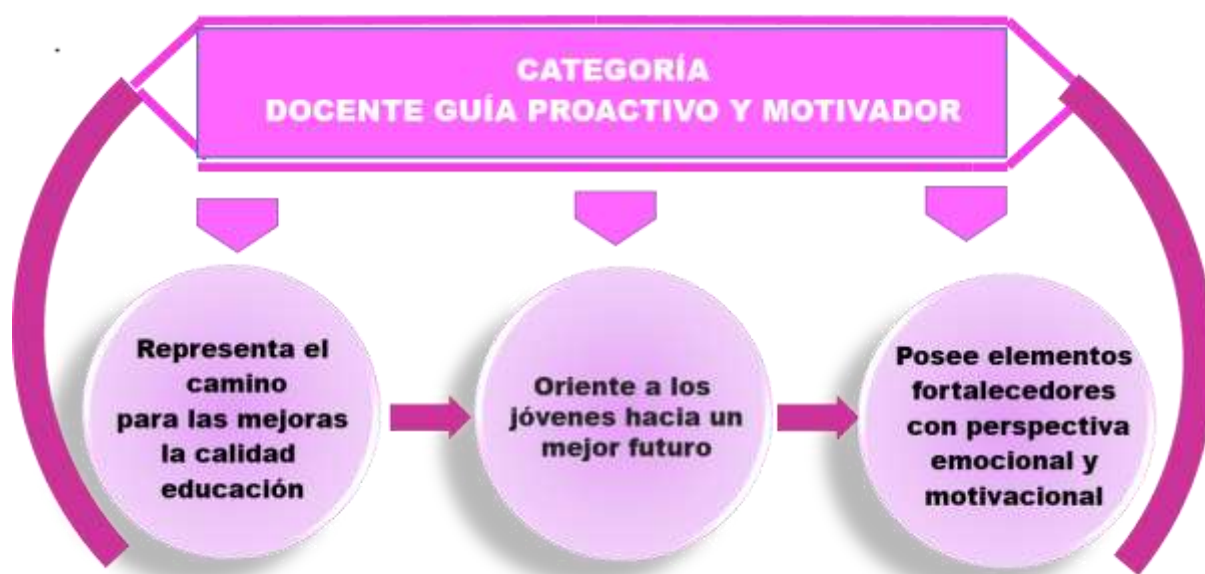 CATEGORÍA
DOCENTE GUÍA PROACTIVO Y MOTIVADOR
Representa el
camino
para las mejoras
la calidad
educación
Oriente a los
jóvenes hacia un
mejor futuro
Posee elementos
fortalecedores
con perspectiva
emocional y
motivacional